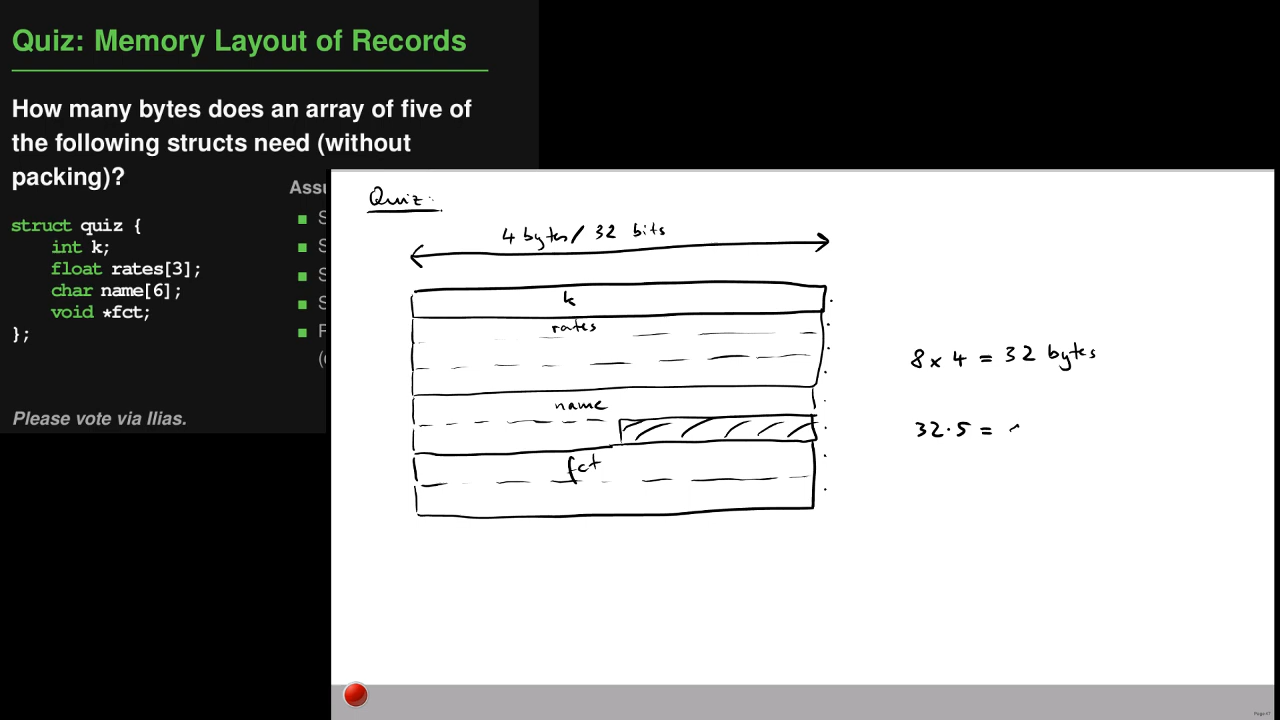 Quiz: Memory Layout of Records
How many bytes does an array of five of
the following structs need (without
packing)?
struct quiz {
int k;
float rates[3];
char name[6];
void *fct;
};
Please vote via Ilias.
Quiz:
4 bytes / 32 bits
k
rates
name
fct
8 x 4 = 32 bytes
32·5 =